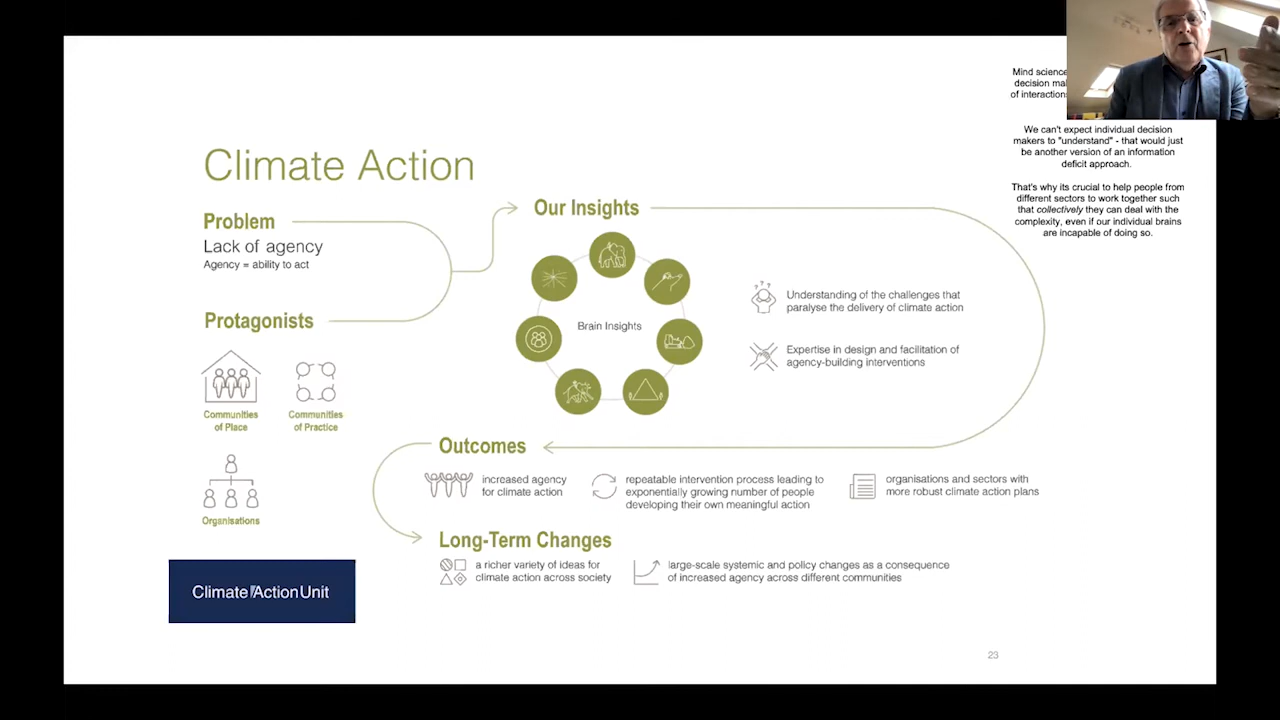 Climate Action
Problem
Lack of agency
Agency = ability to act
Protagonists
Communities
of Place
Communities
of Practice
Organisations
Our Insights
Brain Insights
Understanding of the challenges that
paralyse the delivery of climate action
Expertise in design and facilitation of
agency-building interventions
Outcomes
increased agency
for climate action
repeatable intervention process leading to
exponentially growing number of people
developing their own meaningful action
organisations and sectors with
more robust climate action plans
Long-Term Changes
a richer variety of ideas for
climate action across society
large-scale systemic and policy changes as a consequence
of increased agency across different communities
Climate Action Unit
23
Mind science
decision
of interactions
We can't expect individual decision
makers to "understand" - that would just
be another version of an information
deficit approach.
That's why its crucial to help people from
different sectors to work together such
that collectively they can deal with the
complexity, even if our individual brains
are incapable of doing so.